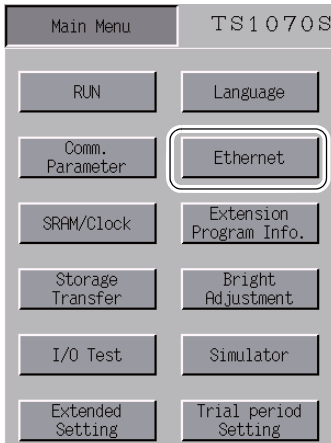 Main Menu TS1070S
RUN Language
Comm.
Parameter
Ethernet
SRAM/Clock
Extension
Program Info.
Storage
Transfer
Bright
Adjustment
I/O Test Simulator
Extended
Setting
Trial period
Setting